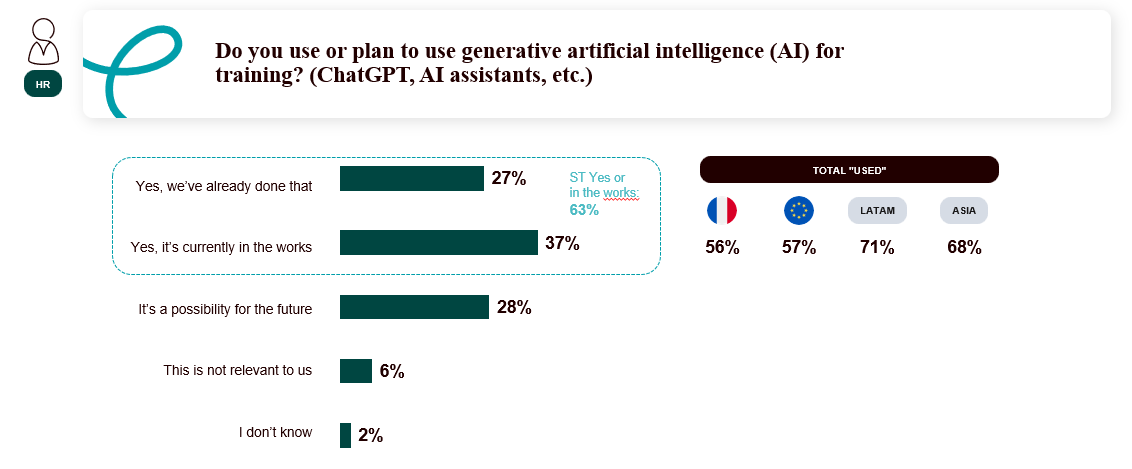 HR
Do you use or plan to use generative artificial intelligence (AI) for
training? (ChatGPT, AI assistants, etc.)
Yes, we’ve already done that
27%
ST Yes or
in the works:
63%
Yes, it’s currently in the works
37%
It’s a possibility for the future
28%
This is not relevant to us
6%
I don’t know
2%
TOTAL "USED"
LATAM
ASIA
56%
57%
71%
68%